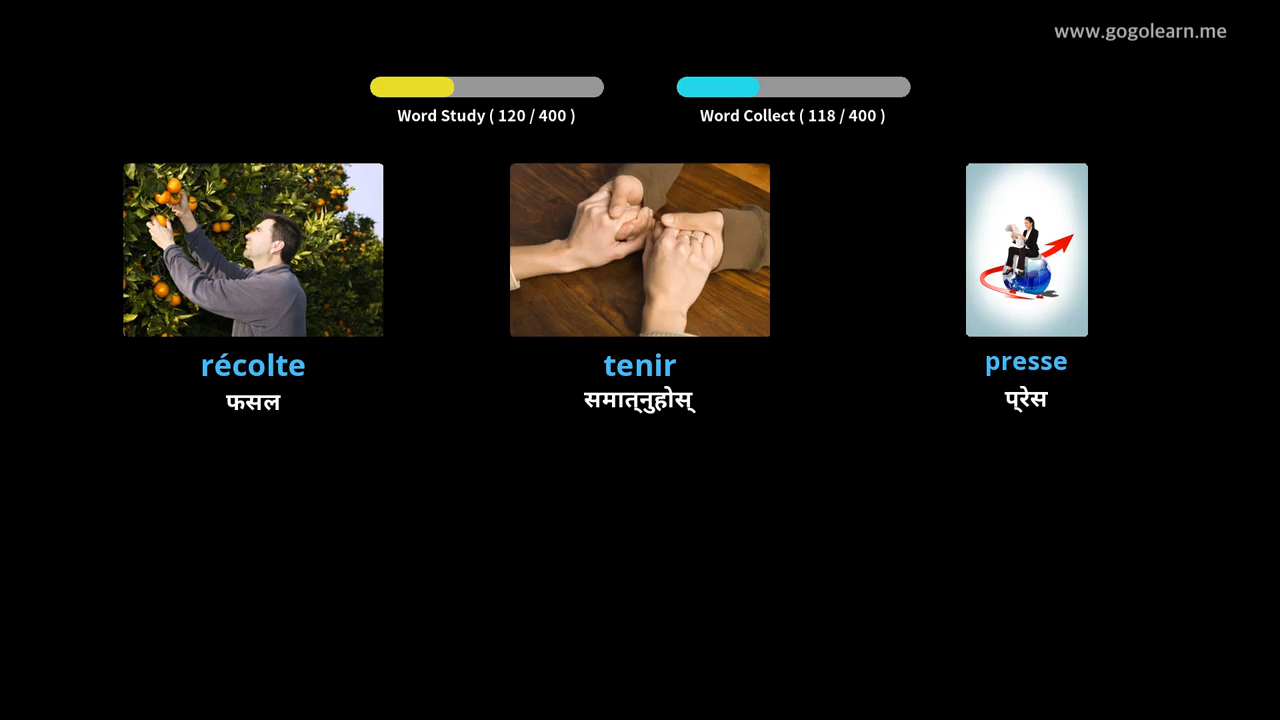 www.gogolearn.me
Word Study ( 120 / 400 )
Word Collect ( 118 / 400 )
récolte
tenir
presse
फसल
समात्नुहोस्
प्रेस